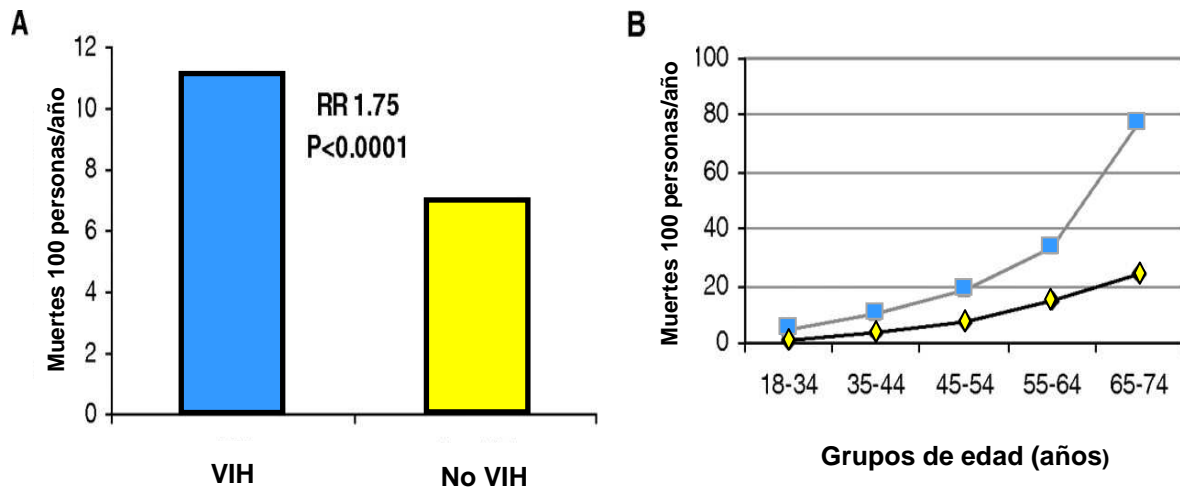 A
Muertes 100 personas/año
12
10
8
6
4
2
0
RR 1.75
P<0.0001
VIH
No VIH
B
Muertes 100 personas/año
100
80
60
40
20
0
18-34
35-44
45-54
55-64
65-74
Grupos de edad (años)